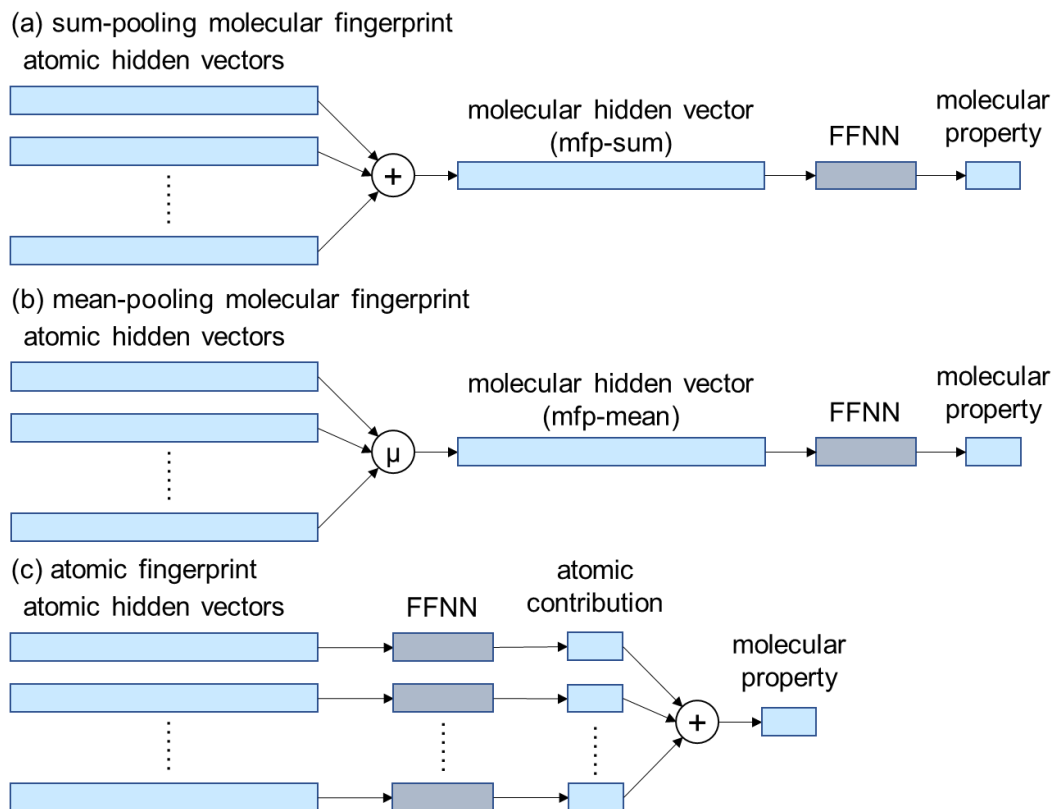 (a) sum-pooling molecular fingerprint
atomic hidden vectors
molecular hidden vector
(mfp-sum)
FFNN
molecular
property
+
(b) mean-pooling molecular fingerprint
atomic hidden vectors
molecular hidden vector
(mfp-mean)
FFNN
molecular
property
μ
(c) atomic fingerprint
atomic hidden vectors
FFNN
atomic
contribution
molecular
property
+